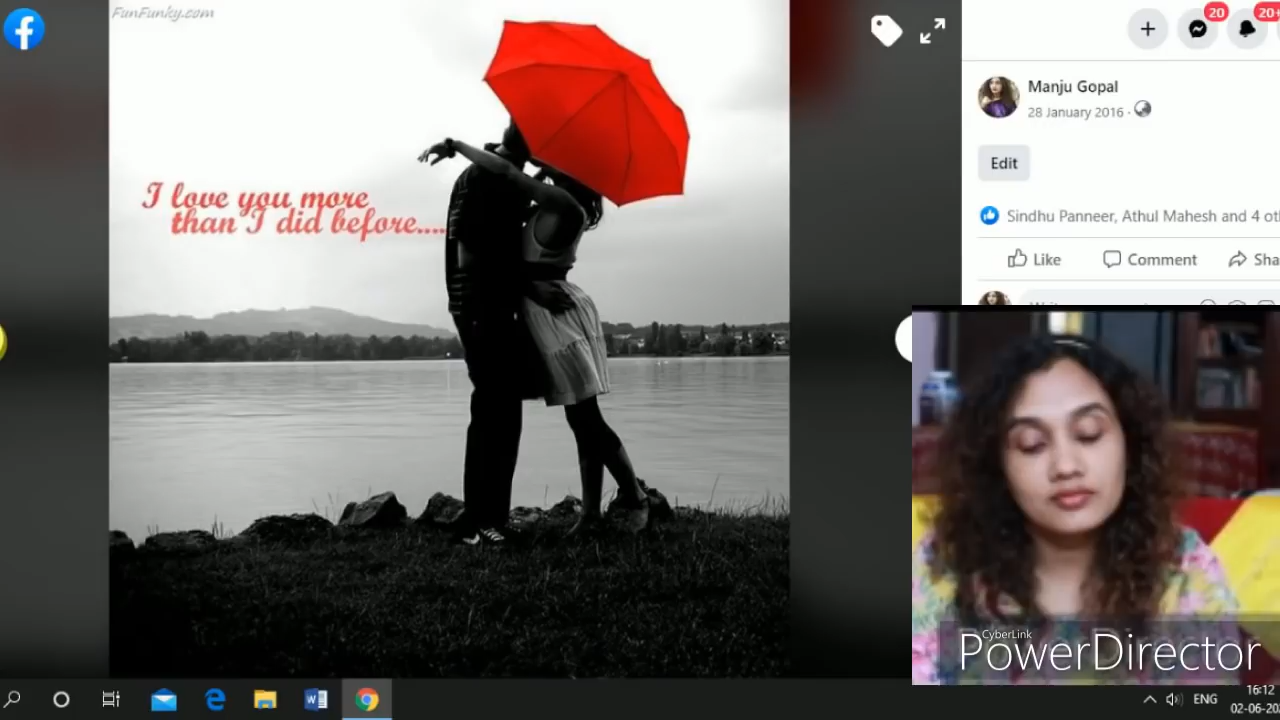 FunFunky.com
I love you more
than I did before....
20
20+
Manju Gopal
28 January 2016 ·
Edit
Sindhu Panneer, Athul Mahesh and 4 ot
Like
Comment
Sha
CyberLink
PowerDirector
ENG
16:12
02-06-20